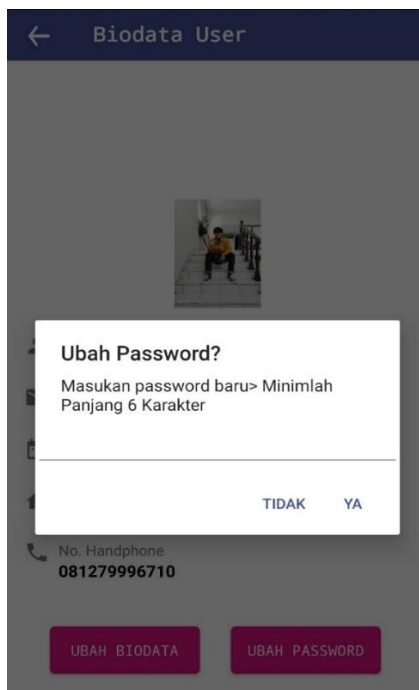 Biodata User
Ubah Password?
Masukan password baru> Minimlah
Panjang 6 Karakter
TIDAK YA
No. Handphone
081279996710
UBAH BIODATA UBAH PASSWORD